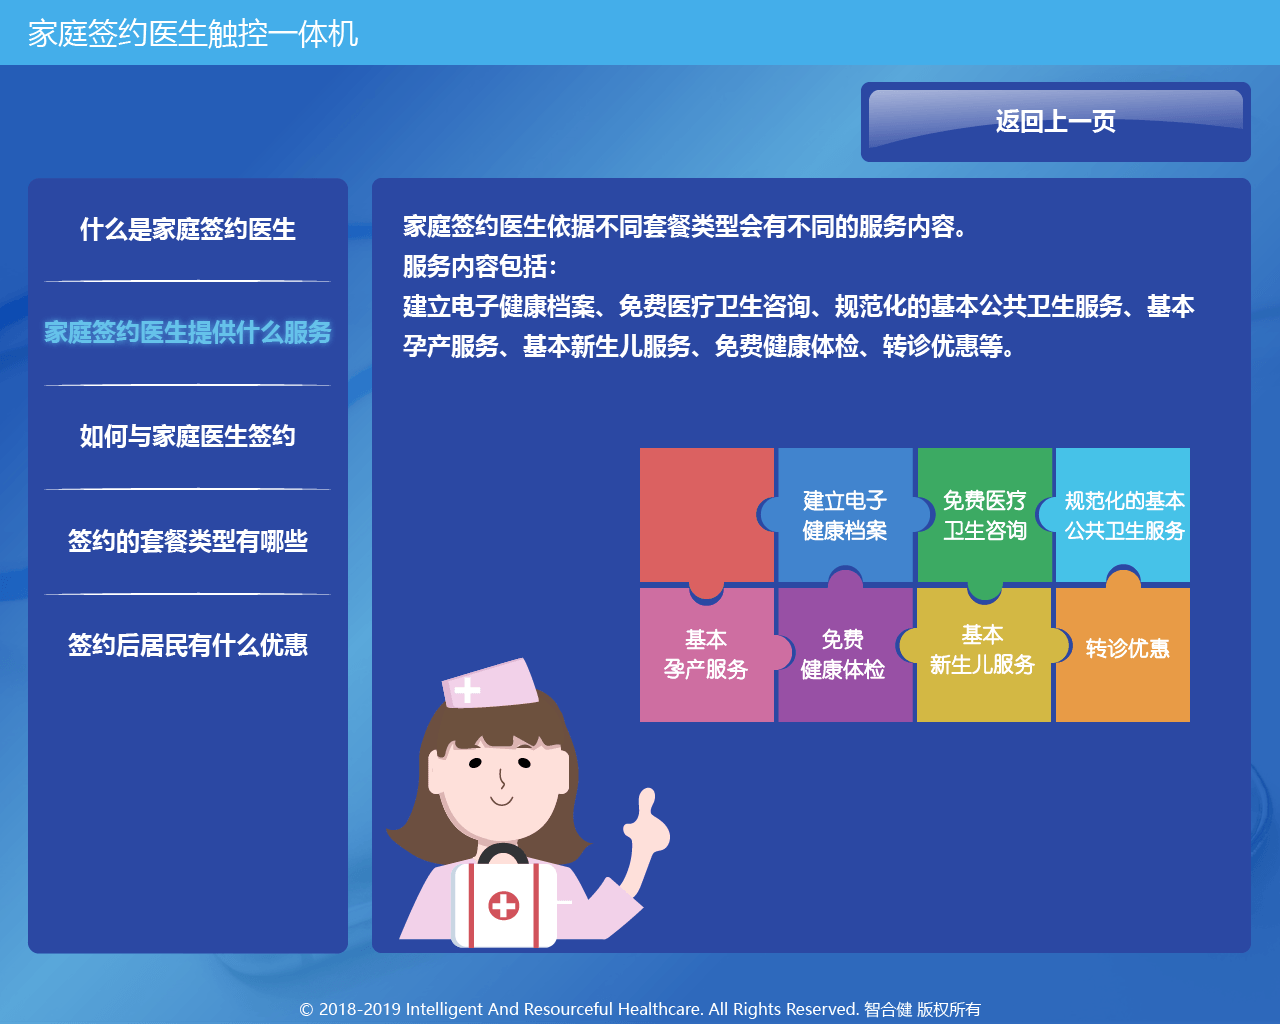 家庭签约医生触控一体机
返回上一页
什么是家庭签约医生
家庭签约医生提供什么服务
如何与家庭医生签约
签约的套餐类型有哪些
签约后居民有什么优惠
家庭签约医生依据不同套餐类型会有不同的服务内容。
服务内容包括：
建立电子健康档案、免费医疗卫生咨询、规范化的基本公共卫生服务、基本
孕产服务、基本新生儿服务、免费健康体检、转诊优惠等。
建立电子
健康档案
免费医疗
卫生咨询
规范化的基本
公共卫生服务
基本
孕产服务
免费
健康体检
基本
新生儿服务
转诊优惠
© 2018-2019 Intelligent And Resourceful Healthcare. All Rights Reserved. 智合健 版权所有